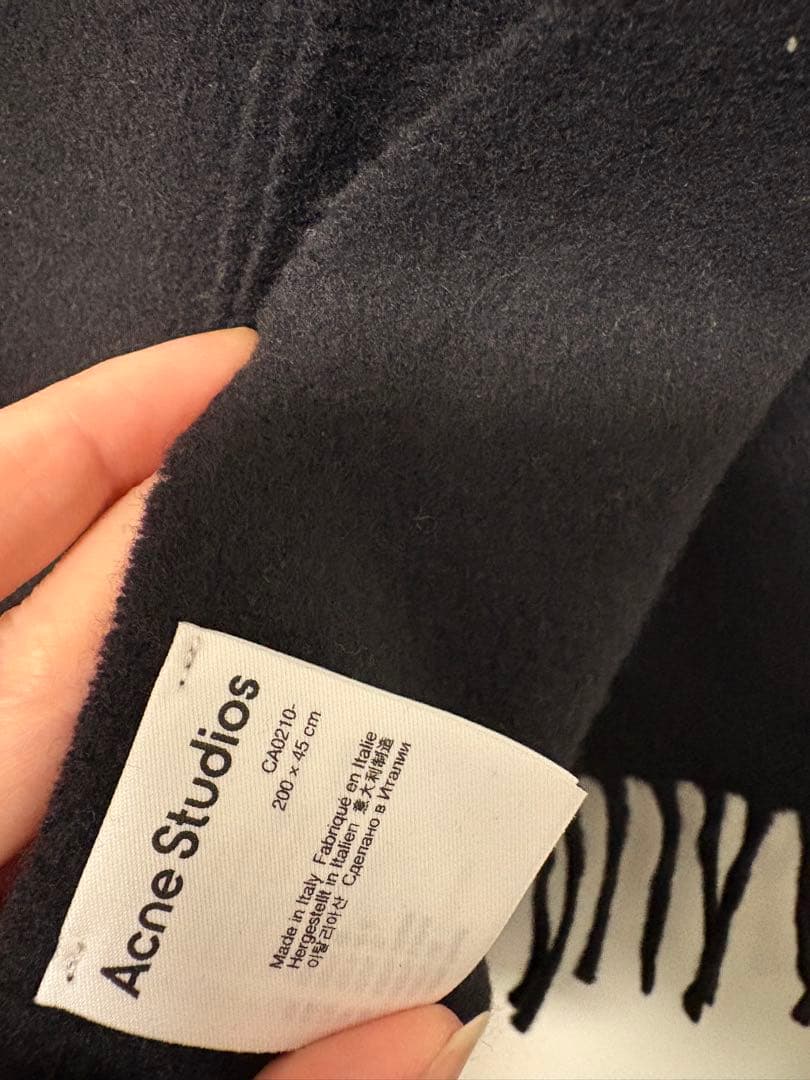 Acne Studios
CA0210-
200 x 45 cm
Made in Italy Fabriqué en Italie
Hergestellt in Italien 意大利制造
이탈리아산 Сделано в Италии